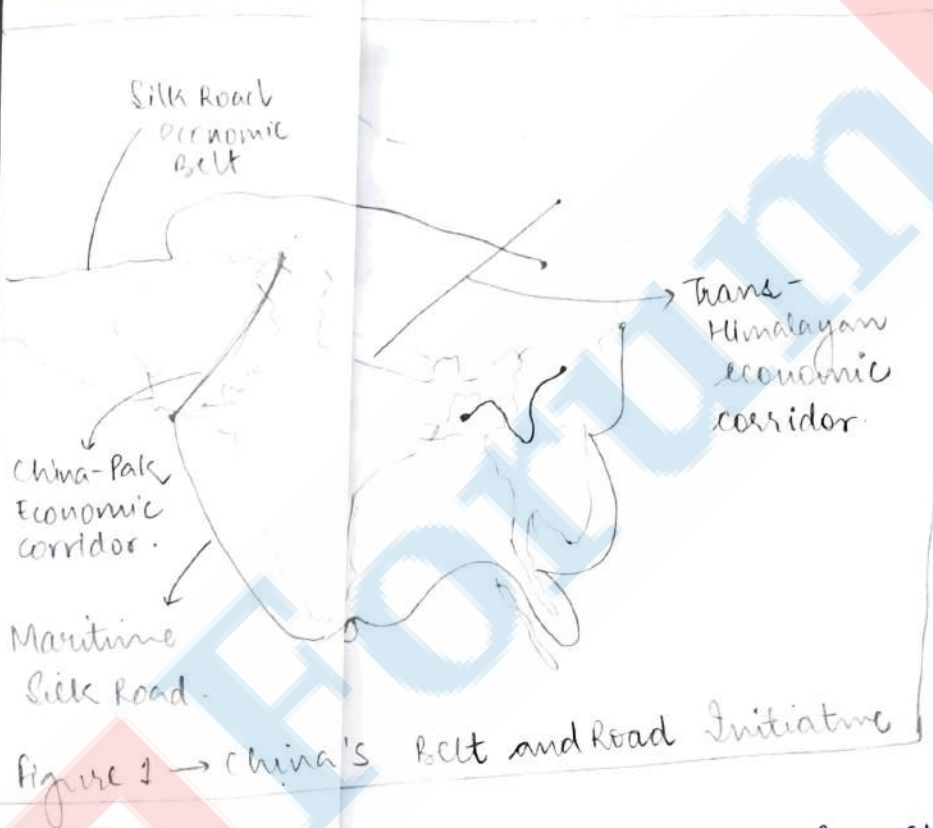 Silk Road
economic
Belt
Trans-
Himalayan
economic
corridor.
China-Pak
Economic
corridor.
Maritime
Silk Road.
Figure 1 → China's Belt and Road Initiative
Forum